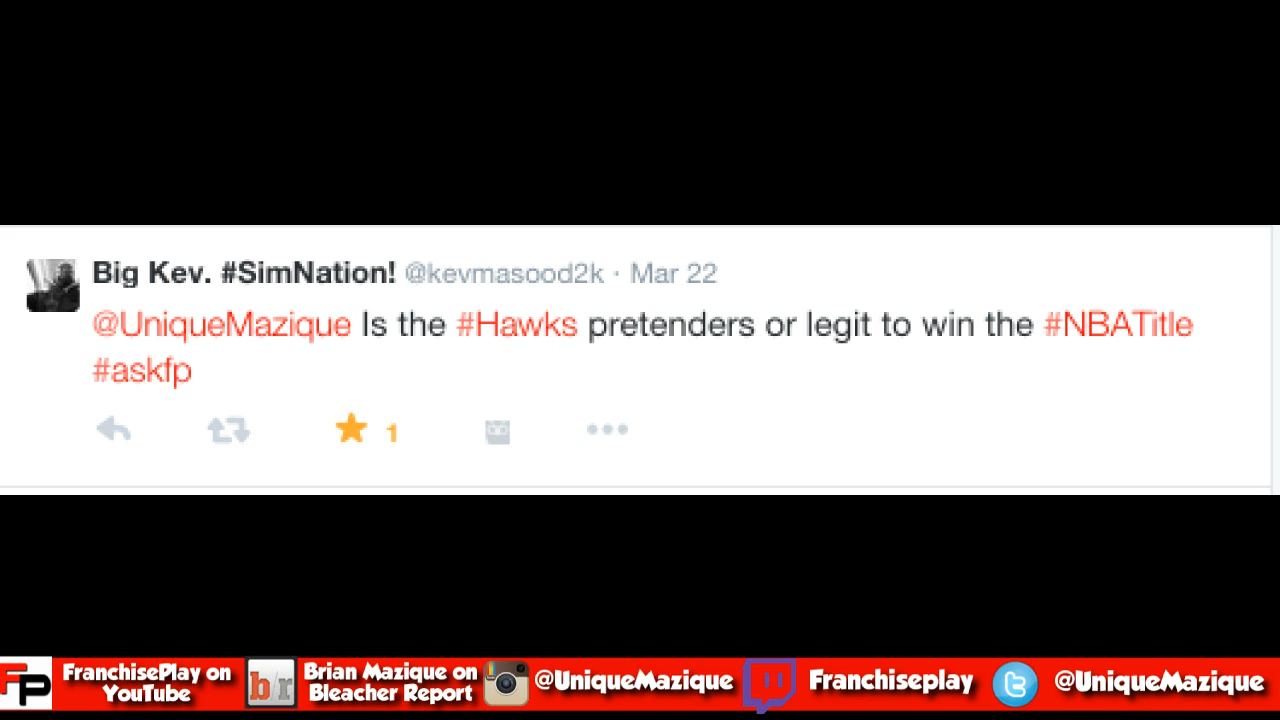 Big Kev. #SimNation! @kevmasood2k · Mar 22
@UniqueMazique Is the #Hawks pretenders or legit to win the #NBATitle
#askfp
1
FP
FranchisePlay on
YouTube
b/r
Brian Mazique on
Bleacher Report
@UniqueMazique
Franchiseplay
@UniqueMazique